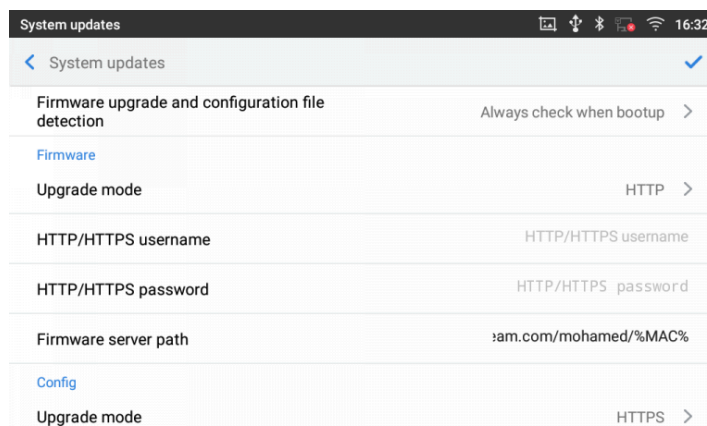 System updates 16:32
System updates
Firmware upgrade and configuration file
detection
Always check when bootup
Firmware
Upgrade mode HTTP
HTTP/HTTPS username HTTP/HTTPS username
HTTP/HTTPS password HTTP/HTTPS password
Firmware server path eam.com/mohamed/%MAC%
Config
Upgrade mode HTTPS